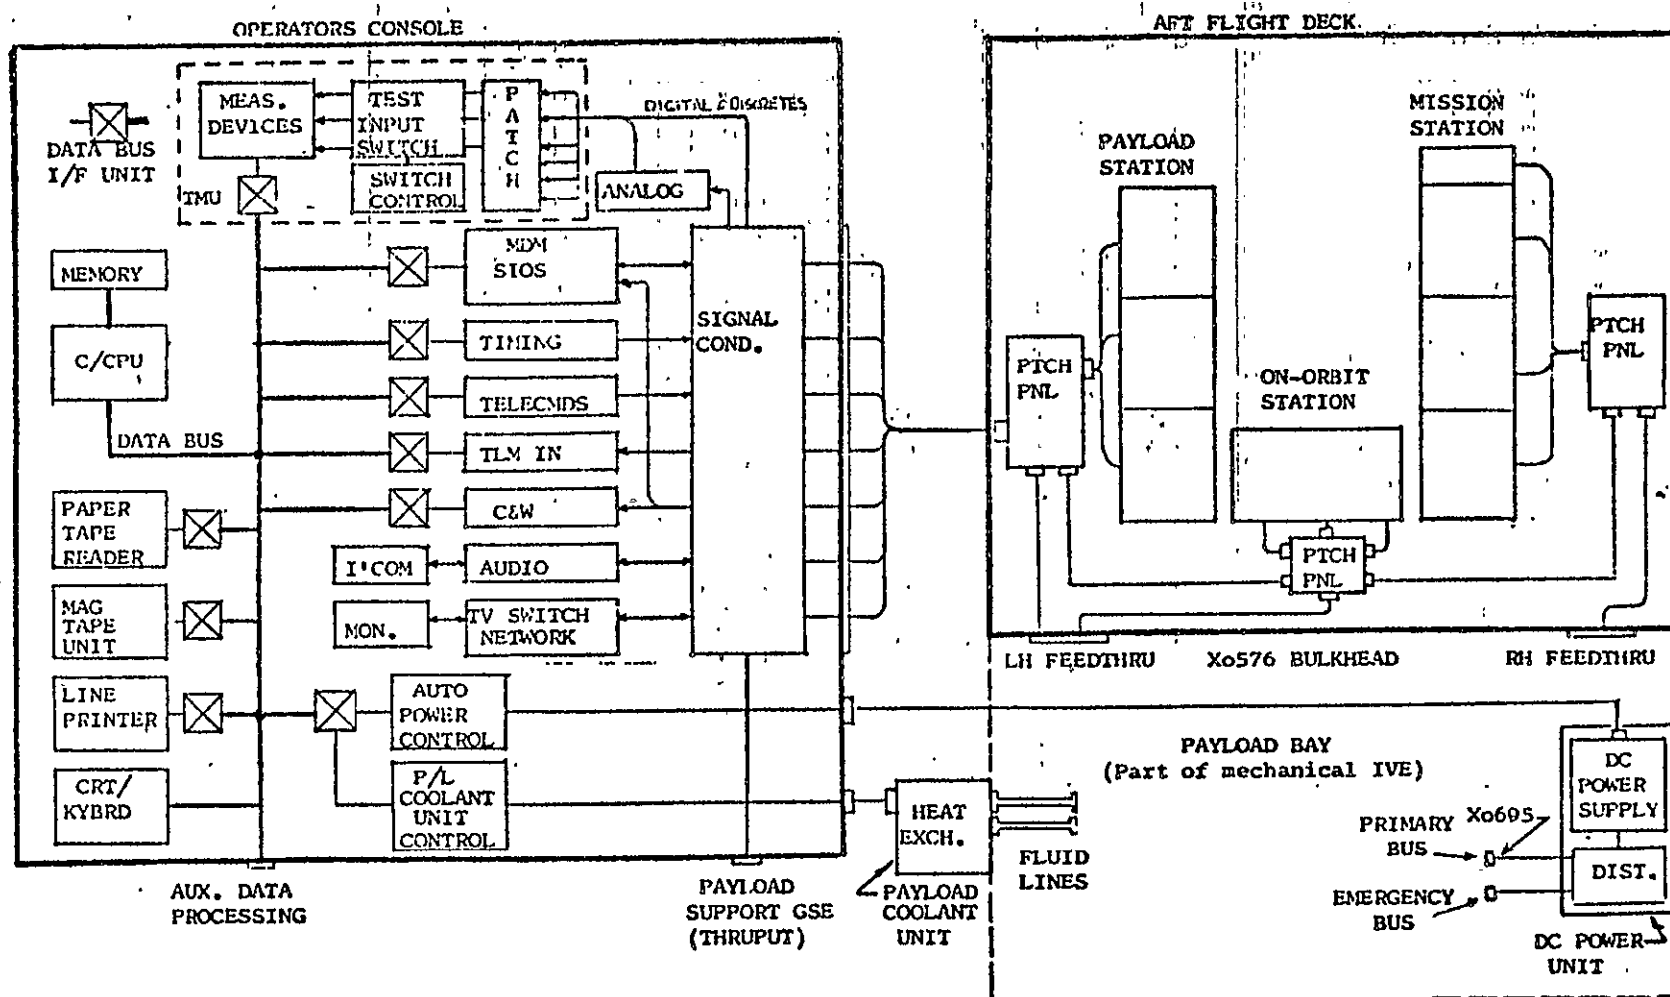 OPERATORS CONSOLE
AFT FLIGHT DECK
MEAS.
DEVICES
TEST
INPUT
SWITCH
SWITCH
CONTROL
P
A
T
C
H
DIGITAL & DISCRETES
ANALOG
DATA BUS
I/F UNIT
TMU
MEMORY
C/CPU
DATA BUS
MDM
SIOS
TIMING
TELECMDS
TLM IN
C&W
I'COM
AUDIO
MON.
TV SWITCH
NETWORK
SIGNAL
COND.
PAPER
TAPE
READER
MAG
TAPE
UNIT
LINE
PRINTER
CRT/
KYBRD
AUTO
POWER
CONTROL
P/L
COOLANT
UNIT
CONTROL
AUX. DATA
PROCESSING
PAYLOAD
SUPPORT GSE
(THRUPUT)
HEAT
EXCH.
PAYLOAD
COOLANT
UNIT
FLUID
LINES
PAYLOAD
STATION
MISSION
STATION
ON-ORBIT
STATION
PTCH
PNL
PTCH
PNL
PTCH
PNL
LH FEEDTHRU
Xo576 BULKHEAD
RH FEEDTHRU
PAYLOAD BAY
(Part of mechanical IVE)
DC
POWER
SUPPLY
DIST.
Xo695
PRIMARY
BUS
EMERGENCY
BUS
DC POWER
UNIT